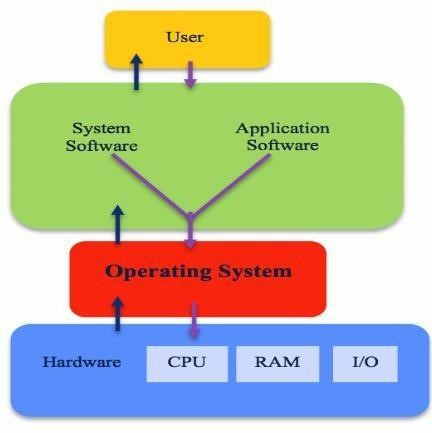 User
System Software
Application Software
Operating System
Hardware
CPU
RAM
I/O